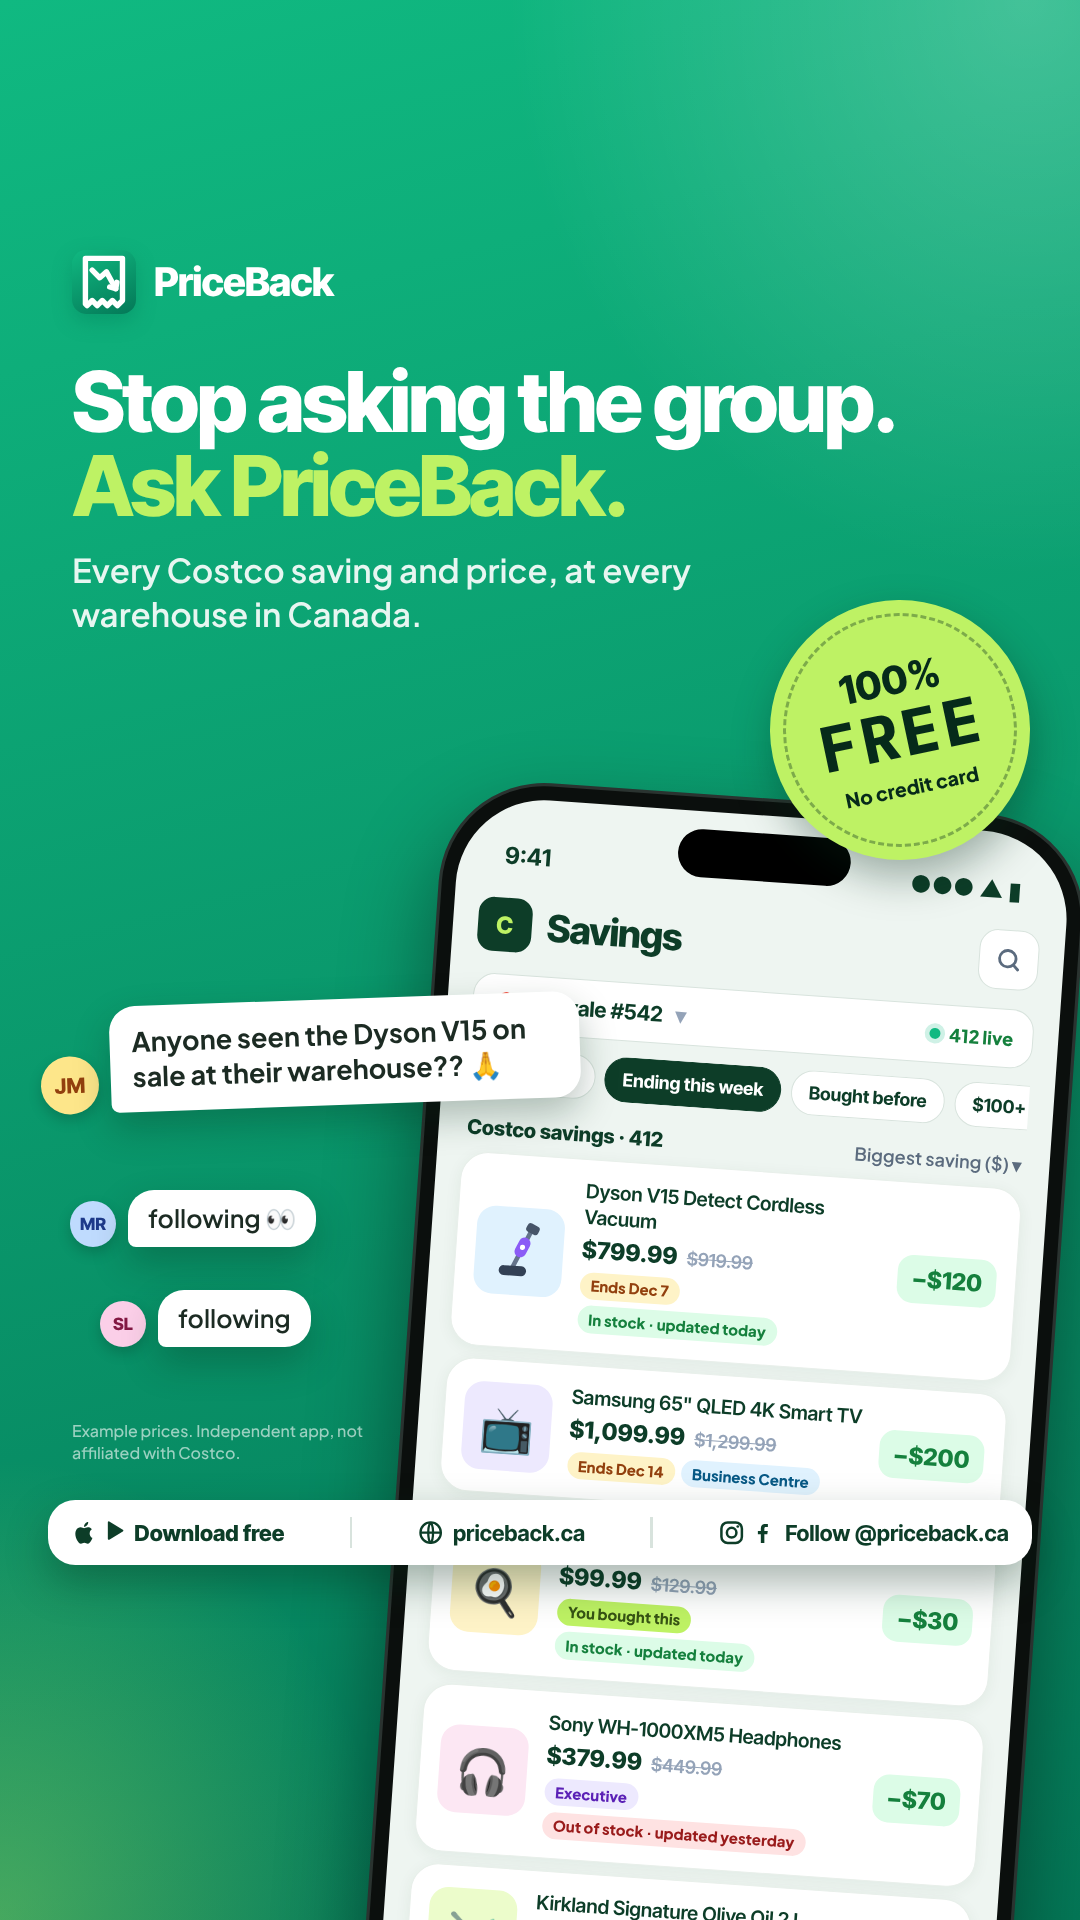 PriceBack
Stop asking the group.
Ask PriceBack.
Every Costco saving and price, at every
warehouse in Canada.
100%
FREE
No credit card
9:41
C
Savings
#542 ▼
412 live
Anyone seen the Dyson V15 on
sale at their warehouse?? 🙏
JM
Ending this week
Bought before
$100+
Costco savings · 412
Biggest saving ($) ▾
MR
following 👀
SL
following
Dyson V15 Detect Cordless
Vacuum
$799.99 $919.99
Ends Dec 7
In stock · updated today
−$120
Samsung 65" QLED 4K Smart TV
$1,099.99 $1,299.99
Ends Dec 14 Business Centre
−$200
Example prices. Independent app, not
affiliated with Costco.
Download free
priceback.ca
Follow @priceback.ca
$99.99 $129.99
You bought this
In stock · updated today
−$30
Sony WH-1000XM5 Headphones
$379.99 $449.99
Executive
Out of stock · updated yesterday
−$70
Kirkland Signature Olive Oil 2 L